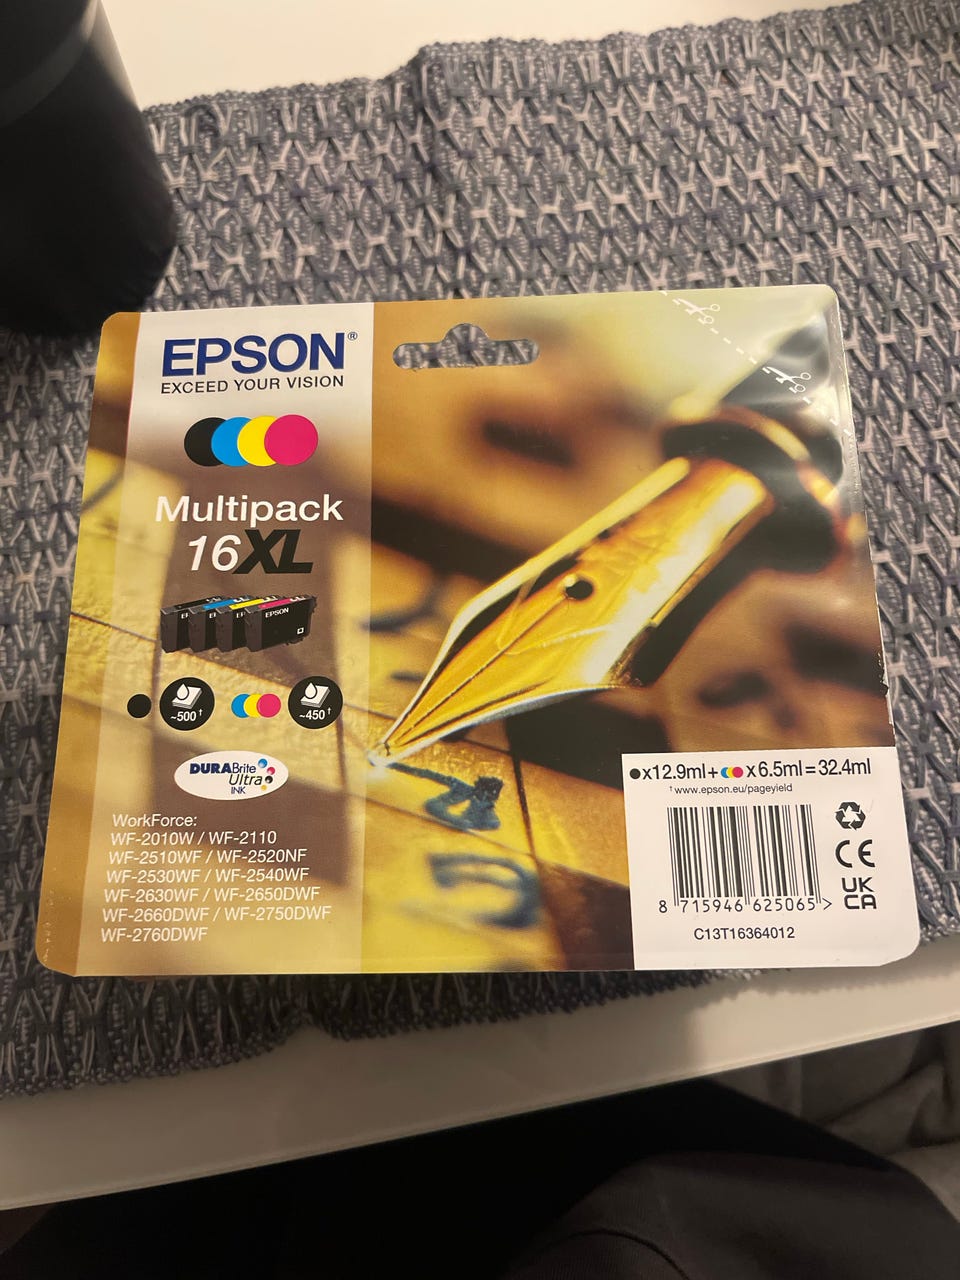 EPSON®
EXCEED YOUR VISION
Multipack
16XL
EPSON
~500†
~450†
DURABrite
Ultra
INK
WorkForce:
WF-2010W / WF-2110
WF-2510WF / WF-2520NF
WF-2530WF / WF-2540WF
WF-2630WF / WF-2650DWF
WF-2660DWF / WF-2750DWF
WF-2760DWF
x12.9ml+ x 6.5ml=32.4ml
†www.epson.eu/pageyield
8 715946 625065>
C13T16364012
CE
UK
CA